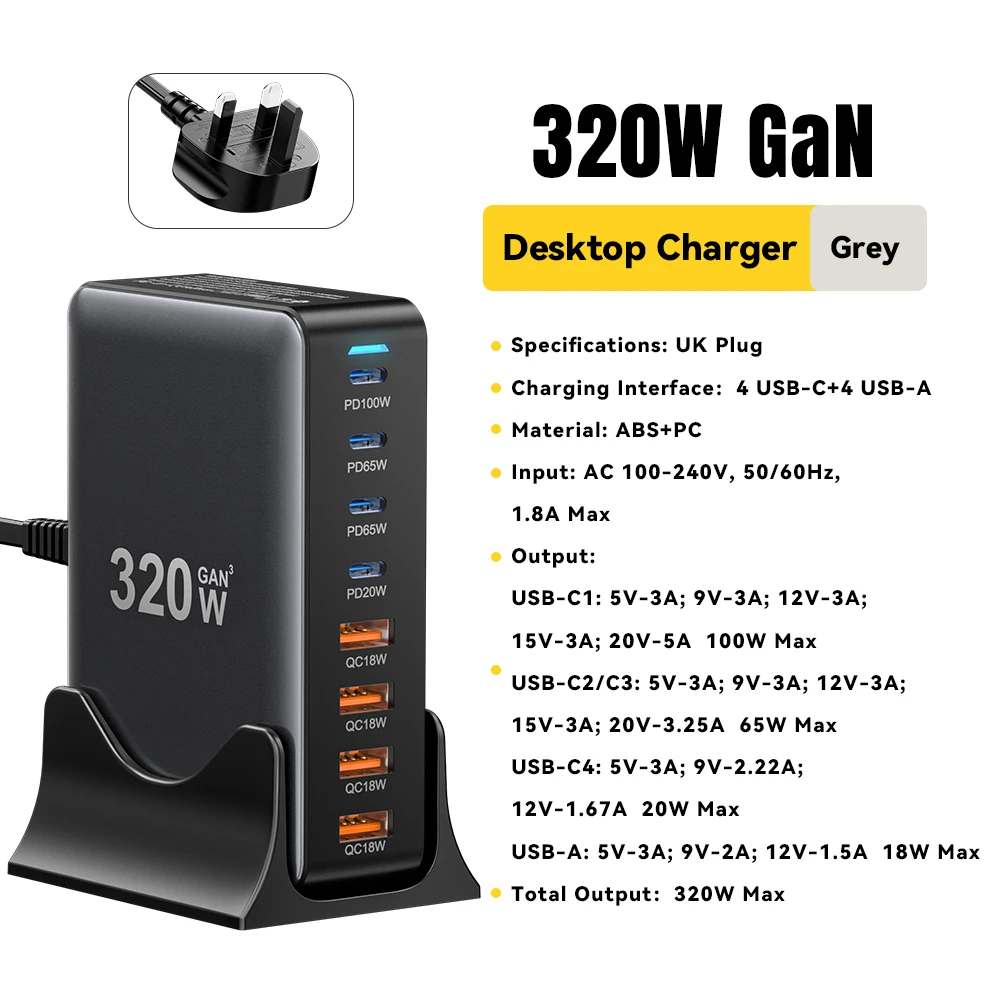 320W GaN
Desktop Charger
Grey
Specifications: UK Plug
Charging Interface: 4 USB-C+4 USB-A
Material: ABS+PC
Input: AC 100-240V, 50/60Hz,
1.8A Max
Output:
USB-C1: 5V-3A; 9V-3A; 12V-3A;
15V-3A; 20V-5A 100W Max
USB-C2/C3: 5V-3A; 9V-3A; 12V-3A;
15V-3A; 20V-3.25A 65W Max
USB-C4: 5V-3A; 9V-2.22A;
12V-1.67A 20W Max
USB-A: 5V-3A; 9V-2A; 12V-1.5A 18W Max
Total Output: 320W Max
PD100W
PD65W
PD65W
PD20W
QC18W
QC18W
QC18W
QC18W
320W GAN³